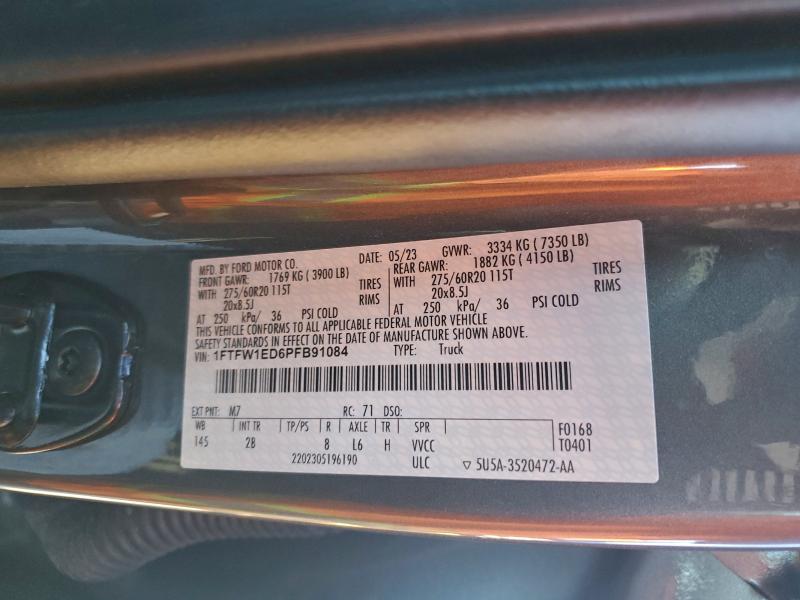 MFD. BY FORD MOTOR CO. DATE: 05/23 GVWR: 3334 KG ( 7350 LB)
FRONT GAWR: 1769 KG ( 3900 LB) REAR GAWR: 1882 KG ( 4150 LB)
WITH 275/60R20 115T TIRES WITH 275/60R20 115T TIRES
20x8.5J RIMS 20x8.5J RIMS
AT 250 kPa/ 36 PSI COLD AT 250 kPa/ 36 PSI COLD
THIS VEHICLE CONFORMS TO ALL APPLICABLE FEDERAL MOTOR VEHICLE
SAFETY STANDARDS IN EFFECT ON THE DATE OF MANUFACTURE SHOWN ABOVE.
VIN: 1FTFW1ED6PFB91084 TYPE: Truck
EXT PNT: M7 RC: 71 DSO:
WB INT TR TP/PS R AXLE TR SPR F0168
145 2B 8 L6 H VVCC T0401
2202305196190 ULC ▽ 5U5A-3520472-AA